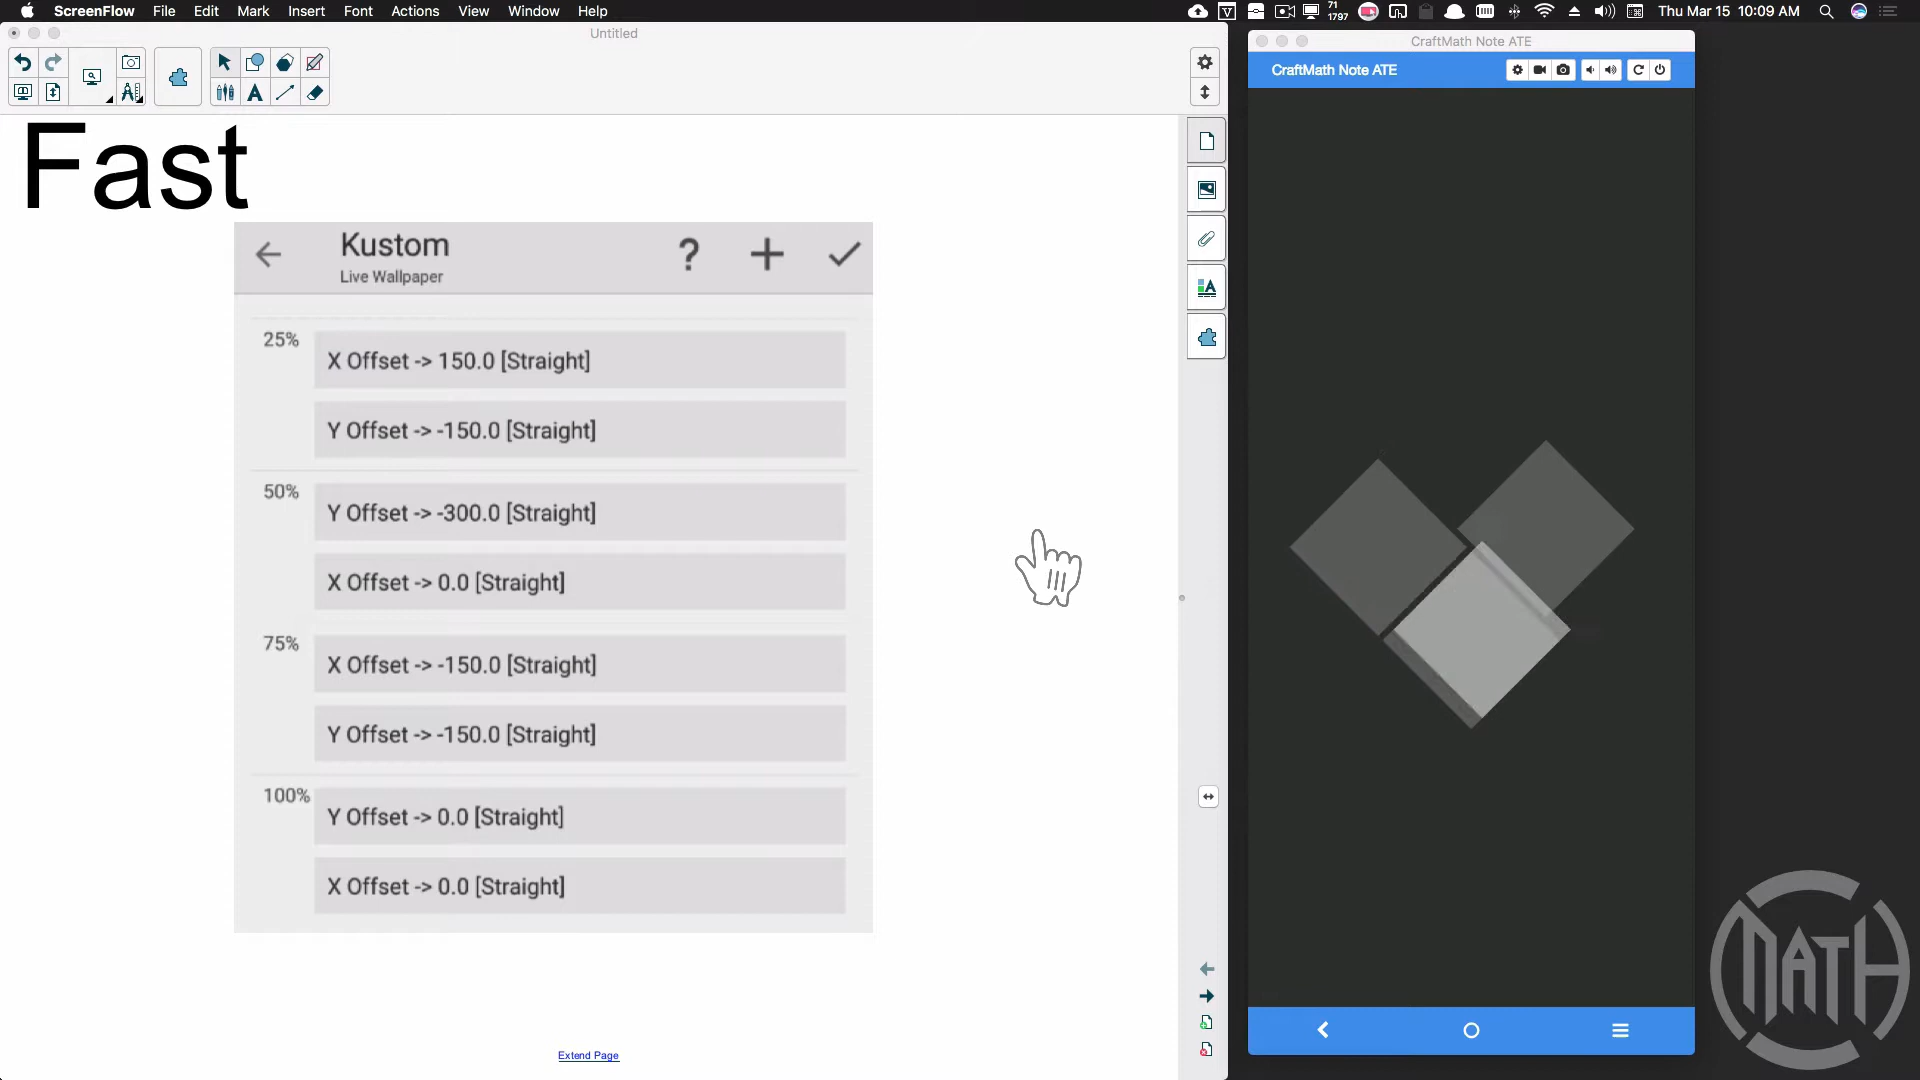 ScreenFlow File Edit Mark Insert Font Actions View Window Help
71
1797
Thu Mar 15 10:09 AM
Untitled
CraftMath Note ATE
CraftMath Note ATE
Fast
Kustom
Live Wallpaper
?
25%
X Offset -> 150.0 [Straight]
Y Offset -> -150.0 [Straight]
50%
Y Offset -> -300.0 [Straight]
X Offset -> 0.0 [Straight]
75%
X Offset -> -150.0 [Straight]
Y Offset -> -150.0 [Straight]
100%
Y Offset -> 0.0 [Straight]
X Offset -> 0.0 [Straight]
Extend Page
MATH